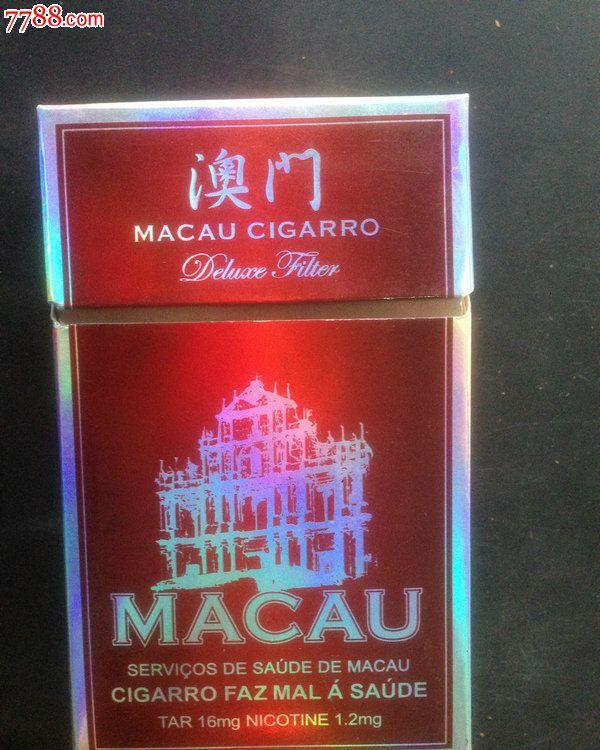 7788.com
澳門
MACAU CIGARRO
Deluxe Filter
MACAU
SERVIÇOS DE SAÚDE DE MACAU
CIGARRO FAZ MAL Á SAÚDE
TAR 16mg NICOTINE 1.2mg